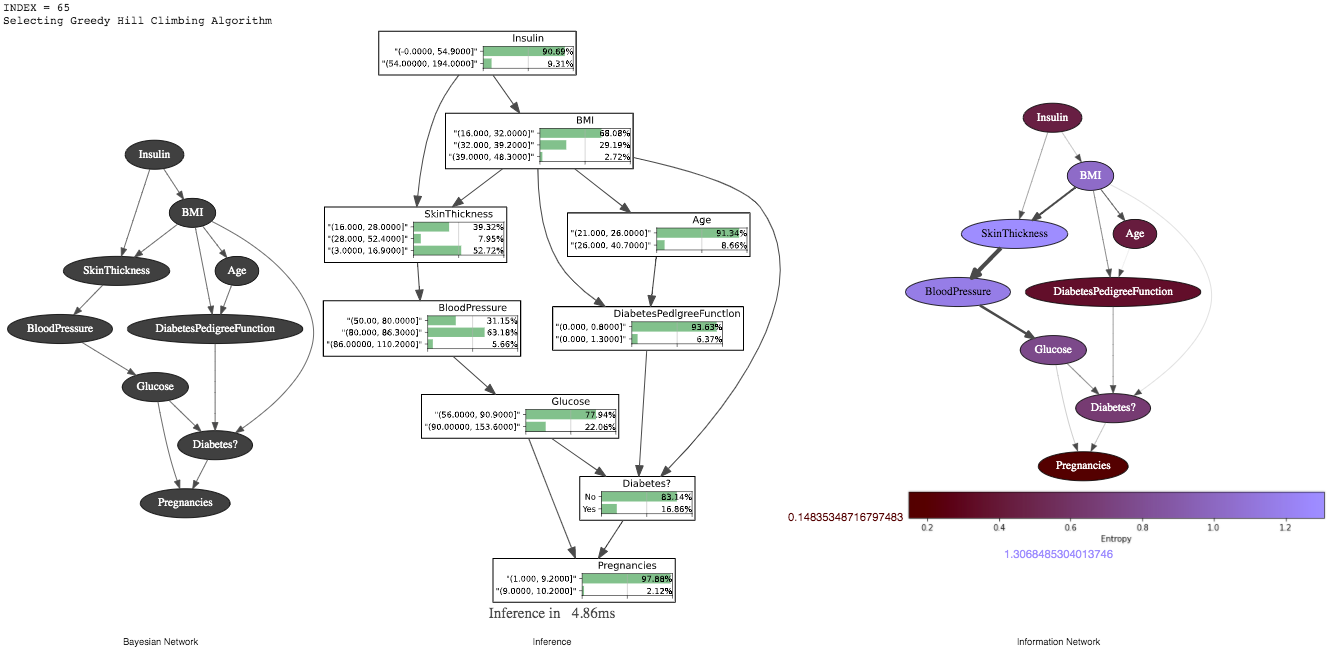 INDEX = 65
Selecting Greedy Hill Climbing Algorithm
Insulin
BMI
SkinThickness
Age
BloodPressure
DiabetesPedigreeFunction
Glucose
Diabetes?
Pregnancies
Bayesian Network
Insulin
"(-0.0000, 54.9000]" 90.69%
"(54.00000, 194.0000]" 9.31%
BMI
"(16.000, 32.0000]" 68.08%
"(32.000, 39.2000]" 29.19%
"(39.0000, 48.3000]" 2.72%
SkinThickness
"(16.000, 28.0000]" 39.32%
"(28.000, 52.4000]" 7.95%
"(3.0000, 16.9000]" 52.72%
Age
"(21.000, 26.0000]" 91.34%
"(26.000, 40.7000]" 8.66%
BloodPressure
"(50.00, 80.0000]" 31.15%
"(80.000, 86.3000]" 63.18%
"(86.00000, 110.2000]" 5.66%
DiabetesPedigreeFunction
"(0.000, 0.8000]" 93.63%
"(0.000, 1.3000]" 6.37%
Glucose
"(56.0000, 90.9000]" 77.94%
"(90.00000, 153.6000]" 22.06%
Diabetes?
No 83.14%
Yes 16.86%
Pregnancies
"(1.000, 9.2000]" 97.88%
"(9.0000, 10.2000]" 2.12%
Inference in 4.86ms
Inference
Insulin
BMI
SkinThickness
Age
BloodPressure
DiabetesPedigreeFunction
Glucose
Diabetes?
Pregnancies
0.14835348716797483
0.2 0.4 0.6 0.8 1.0 1.2
Entropy
1.3068485304013746
Information Network